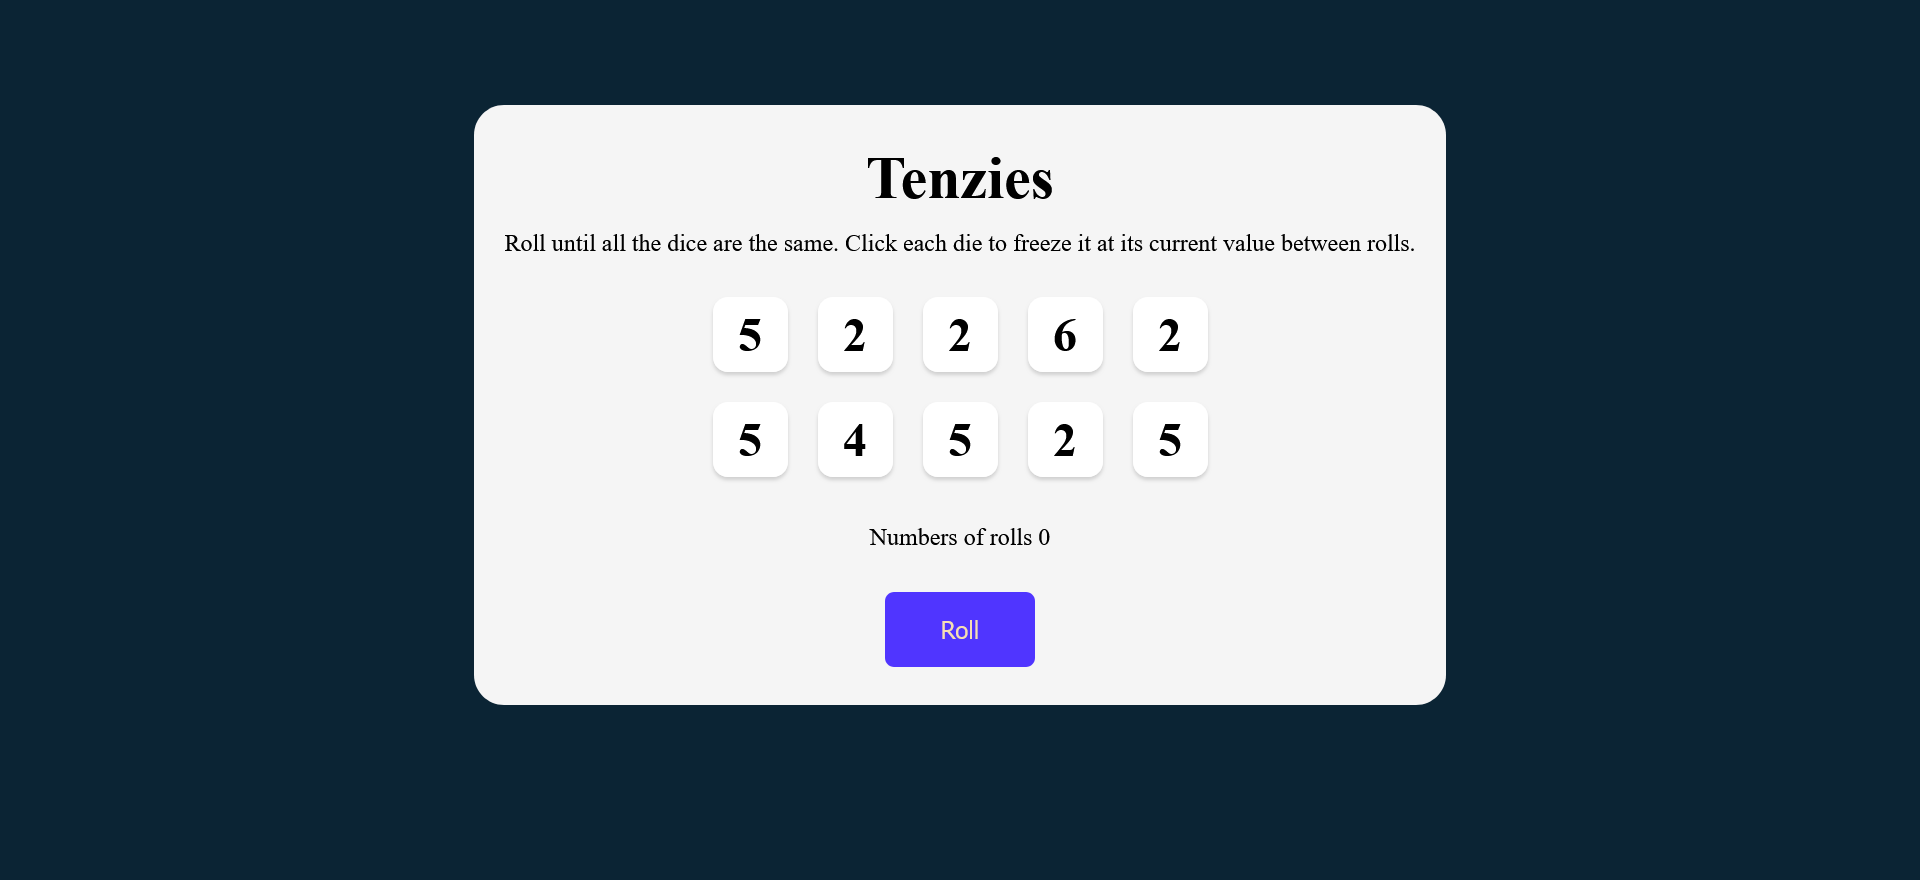 Tenzies
Roll until all the dice are the same. Click each die to freeze it at its current value between rolls.
5 2 2 6 2
5 4 5 2 5
Numbers of rolls 0
Roll